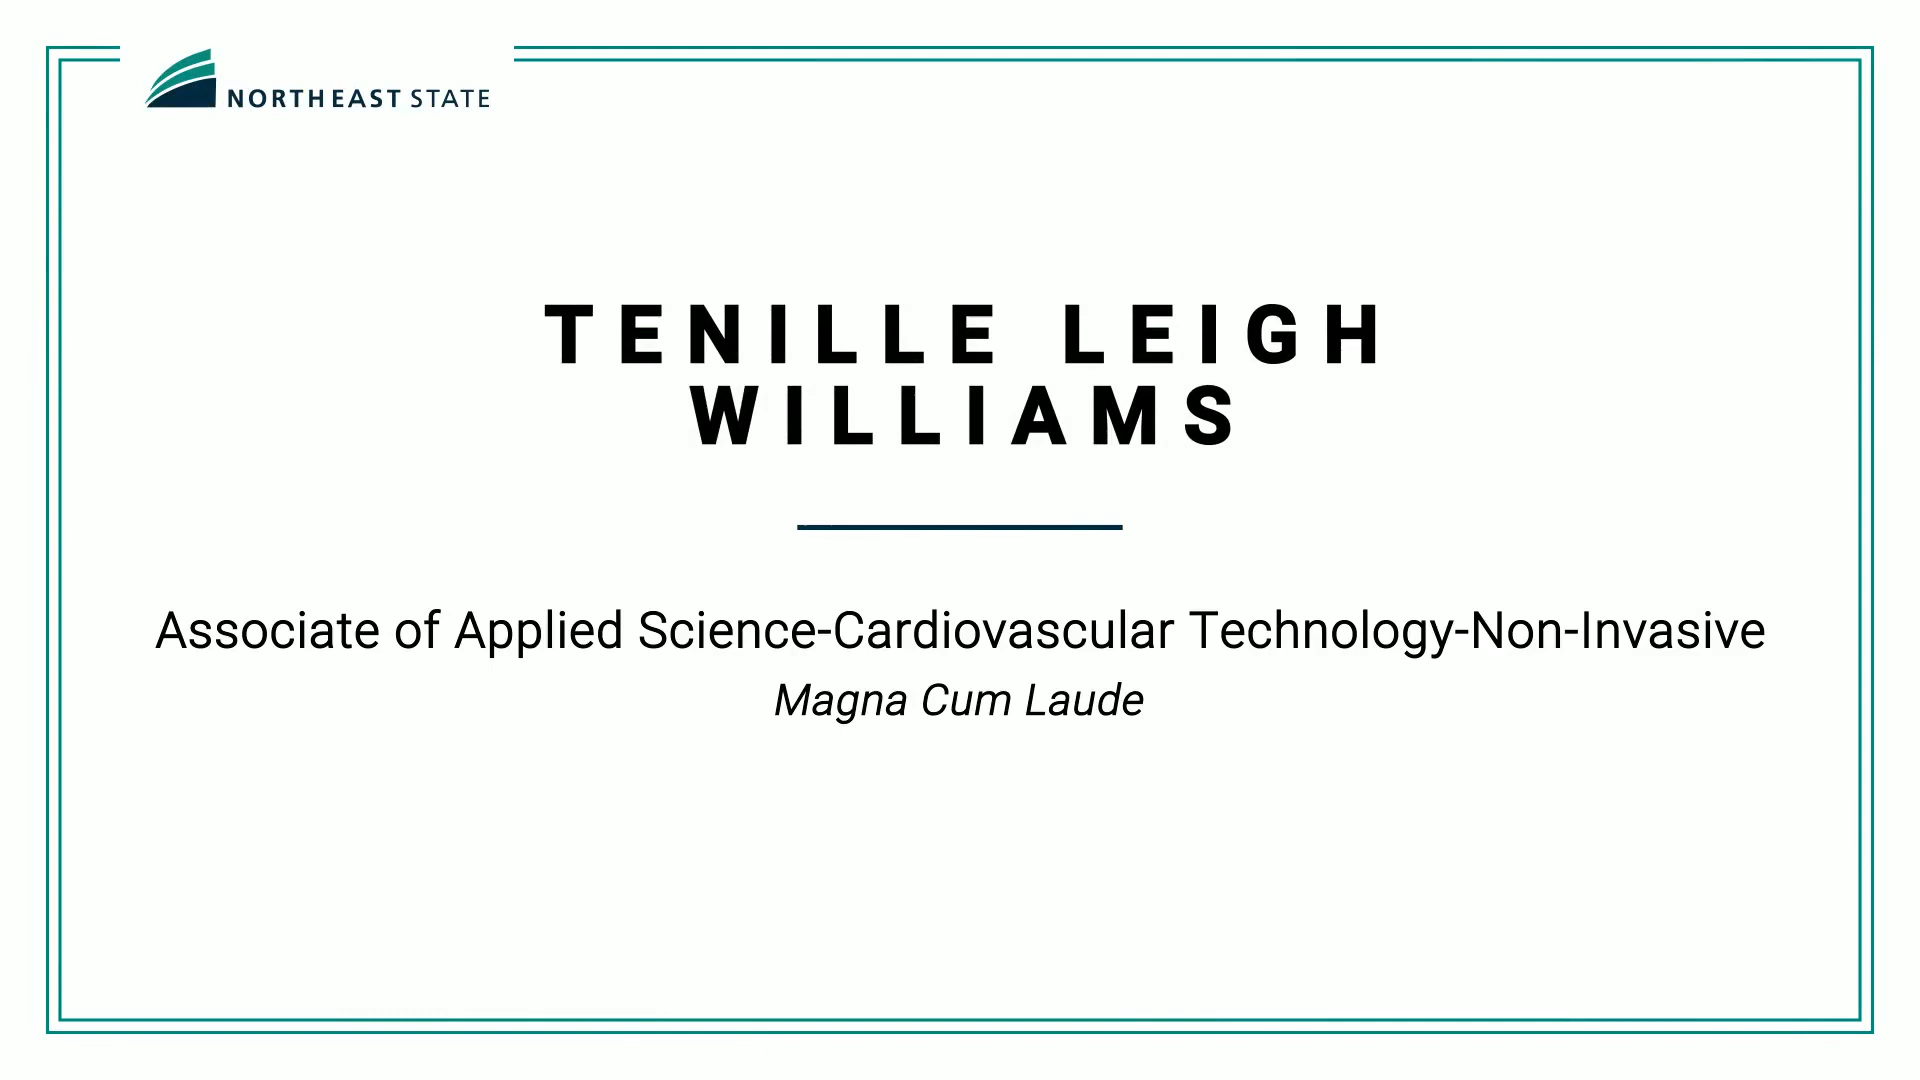 NORTHEAST STATE
TENILLE LEIGH
WILLIAMS
Associate of Applied Science-Cardiovascular Technology-Non-Invasive
Magna Cum Laude